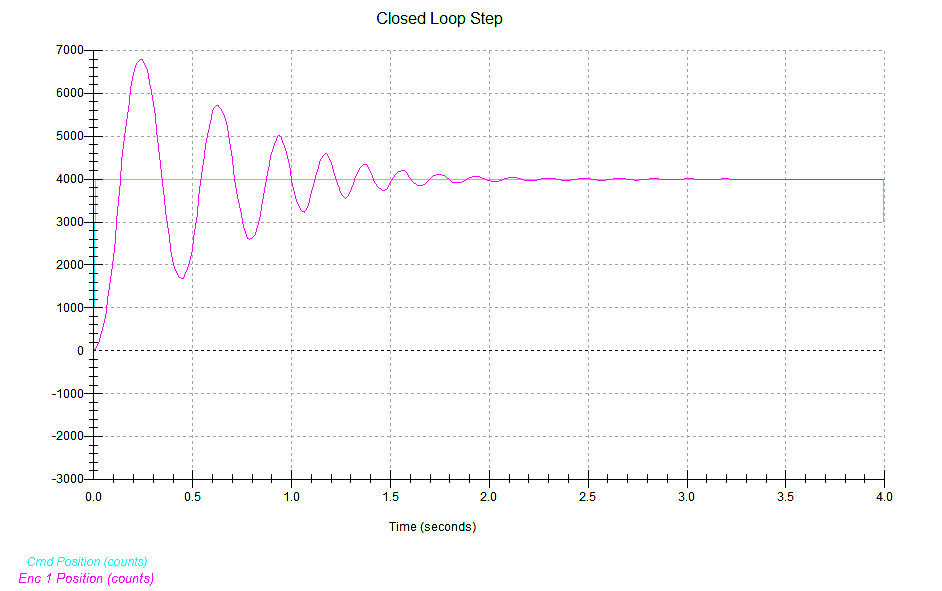 Closed Loop Step
7000
6000
5000
4000
3000
2000
1000
0
-1000
-2000
-3000
0.0 0.5 1.0 1.5 2.0 2.5 3.0 3.5 4.0
Time (seconds)
Cmd Position (counts)
Enc 1 Position (counts)